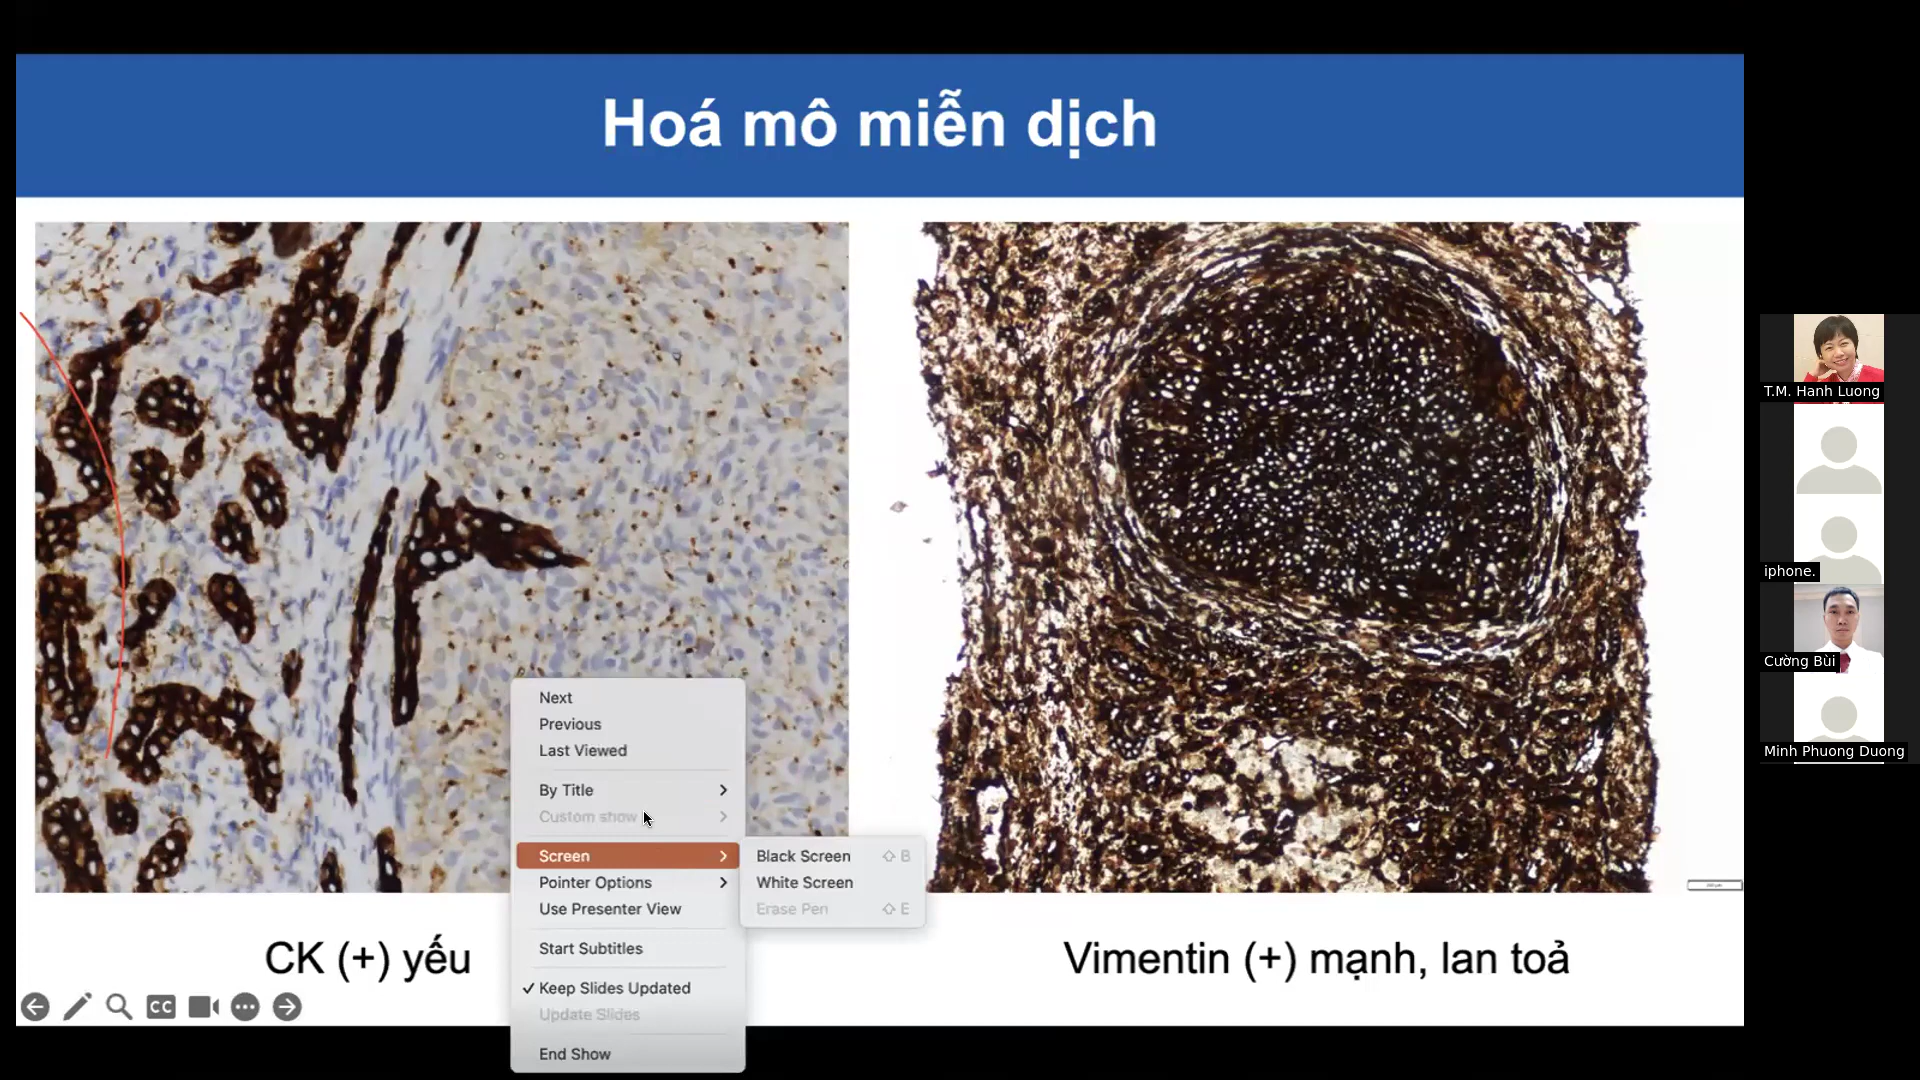 Hoá mô miễn dịch
T.M. Hanh Luong
iphone.
Cường Bùi
Minh Phuong Duong
Next
Previous
Last Viewed
By Title
Custom show
Screen
Black Screen ⇧ B
Pointer Options
White Screen
Use Presenter View
Erase Pen ⇧ E
Start Subtitles
Keep Slides Updated
Update Slides
End Show
CK (+) yếu
Vimentin (+) mạnh, lan toả
CC